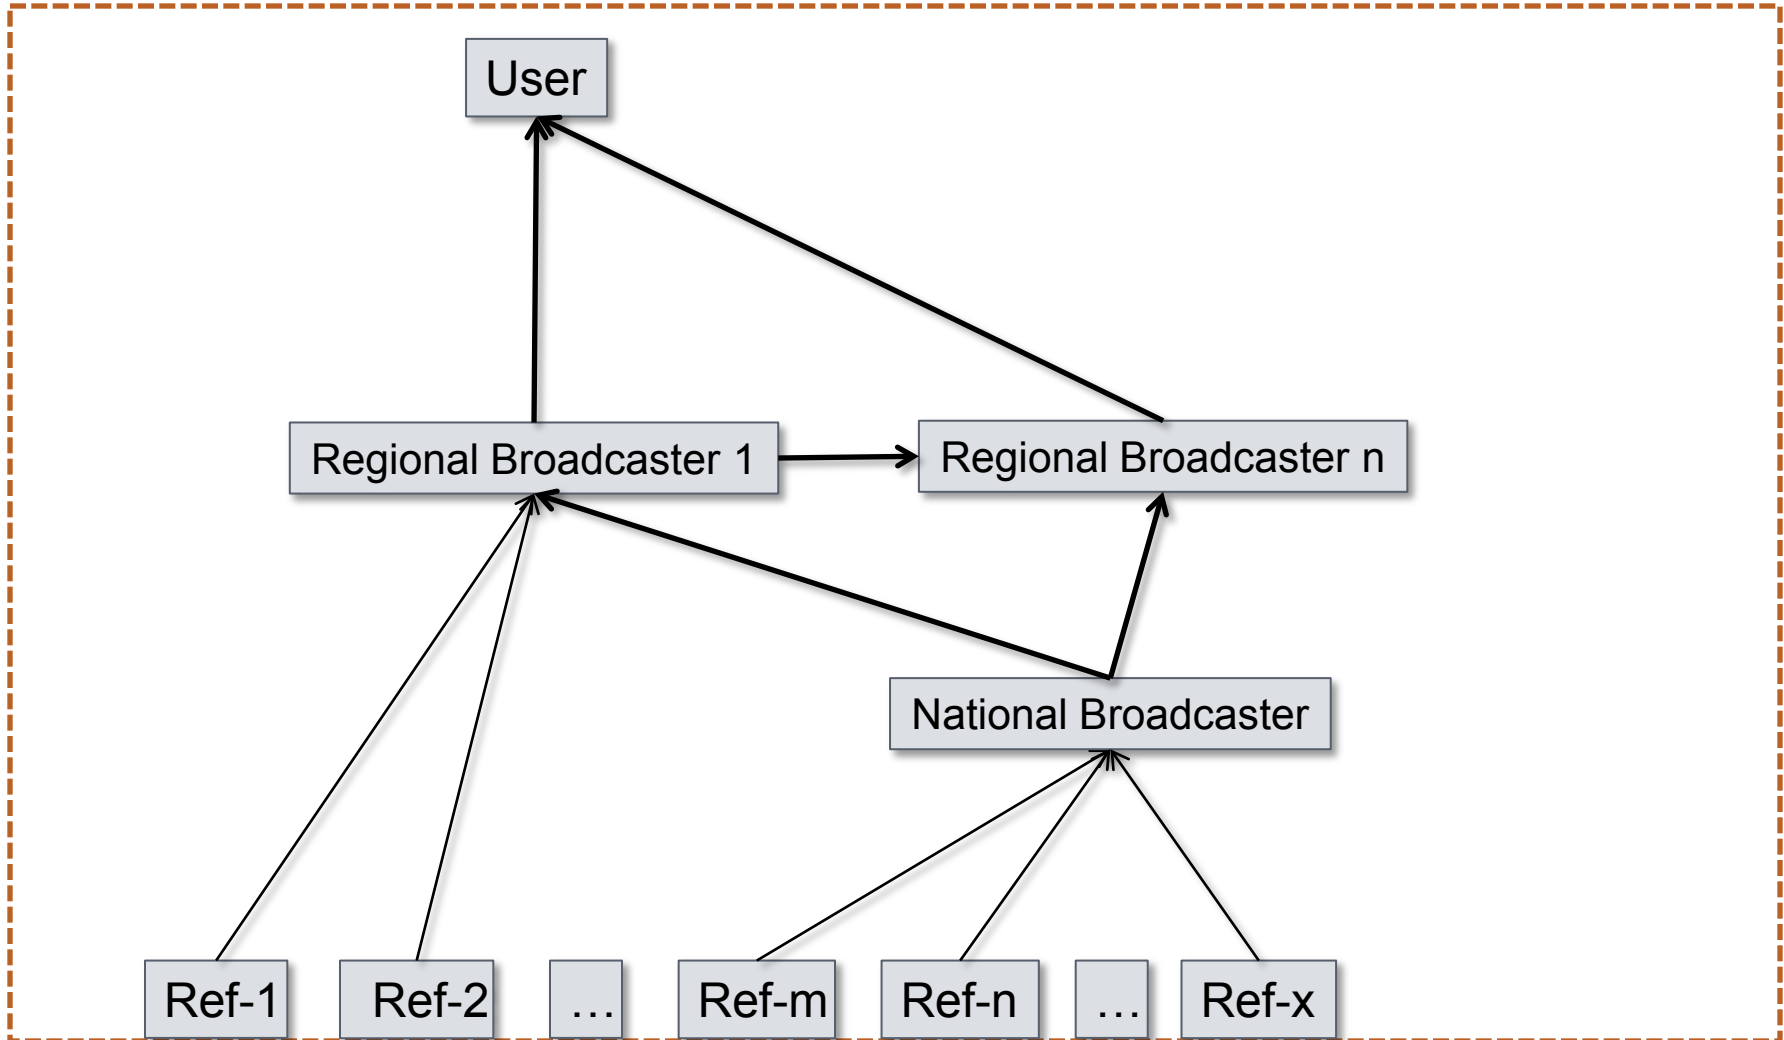 User
Regional Broadcaster 1
Regional Broadcaster n
National Broadcaster
Ref-1
Ref-2
...
Ref-m
Ref-n
...
Ref-x